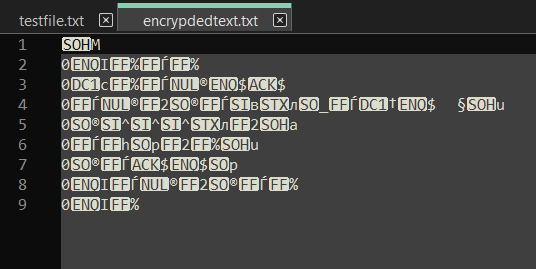 testfile.txt encrypdedtext.txt
1 SOHM
2 0ENQIFF%FFЃFF%
3 0DC1cFF%FFЃNUL®ENQ$ACK$
4 0FFЃNUL®FF2SO®FFЃSIвSTXлSO_FFЃDC1†ENQ$ §SOHu
5 0SO®SI^SI^SI^STXлFF2SOHa
6 0FFЃFFhSOpFF2FF%SOHu
7 0SO®FFЃACK$ENQ$SOp
8 0ENQIFFЃNUL®FF2SO®FFЃFF%
9 0ENQIFF%